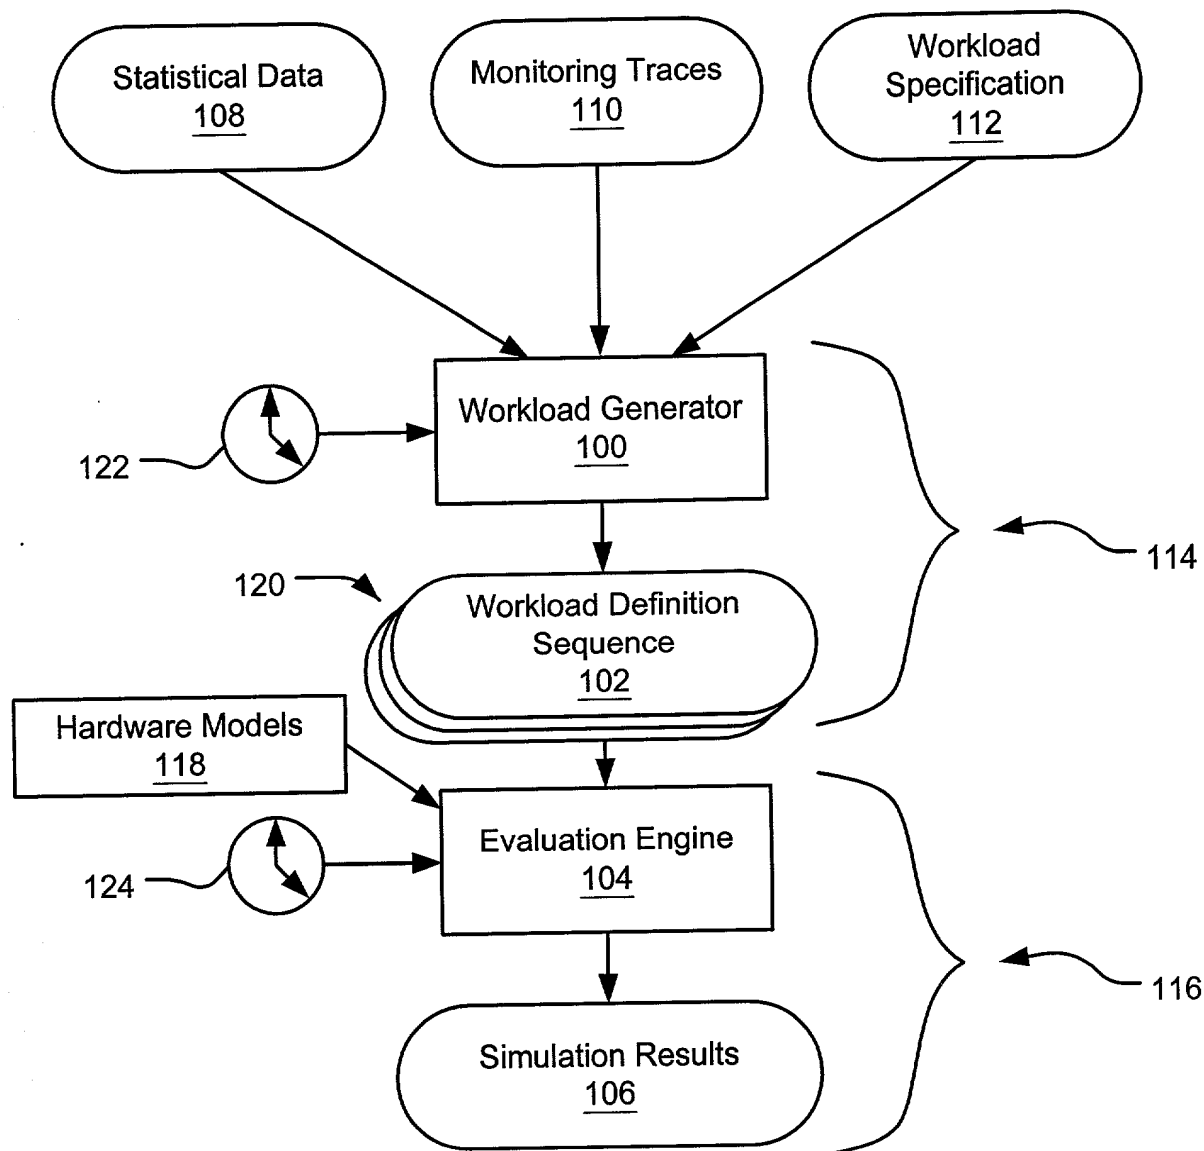 Statistical Data
108
Monitoring Traces
110
Workload
Specification
112
Workload Generator
100
122
114
120
Workload Definition
Sequence
102
Hardware Models
118
Evaluation Engine
104
124
116
Simulation Results
106